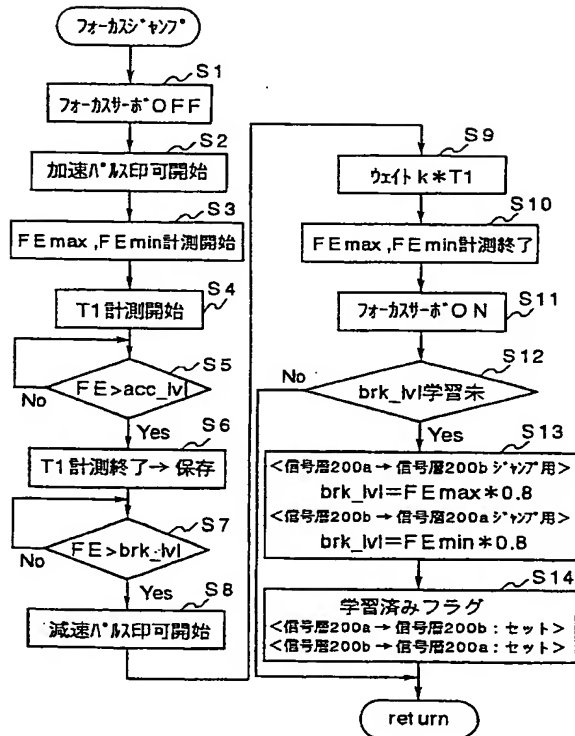 フォーカスジャンプ
S1
フォーカスサーボOFF
S2
加速パルス印可開始
S3
FEmax,FEmin計測開始
S4
T1計測開始
S5
FE>acc_lvl
No
Yes
S6
T1計測終了→保存
S7
FE>brk_lvl
No
Yes
S8
減速パルス印可開始
S9
ウェイトk*T1
S10
FEmax,FEmin計測終了
S11
フォーカスサーボON
S12
No
brk_lvl学習未
Yes
S13
<信号層200a→信号層200bジャンプ用>
brk_lvl=FEmax*0.8
<信号層200b→信号層200aジャンプ用>
brk_lvl=FEmin*0.8
S14
学習済みフラグ
<信号層200a→信号層200b:セット>
<信号層200b→信号層200a:セット>
return